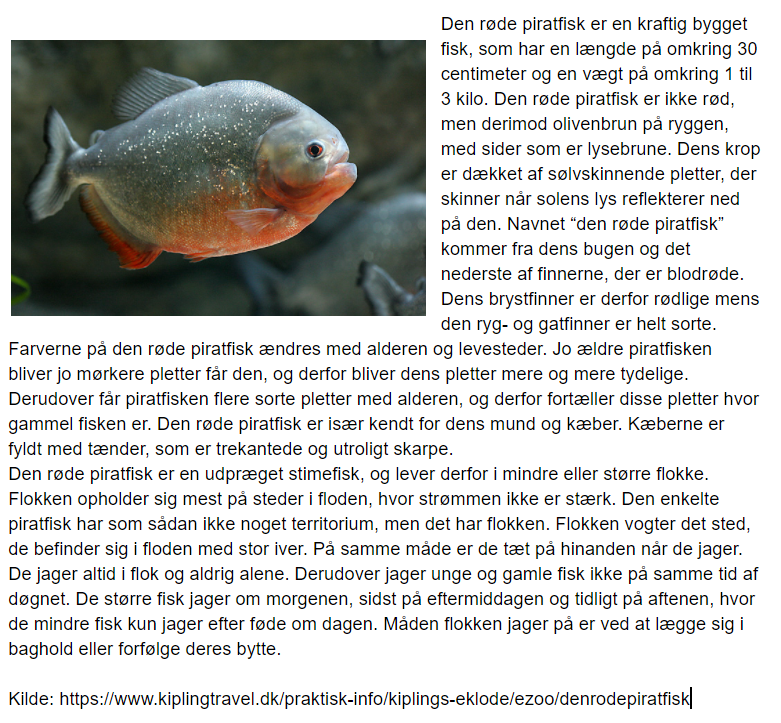 Den røde piratfisk er en kraftig bygget
fisk, som har en længde på omkring 30
centimeter og en vægt på omkring 1 til
3 kilo. Den røde piratfisk er ikke rød,
men derimod olivenbrun på ryggen,
med sider som er lysebrune. Dens krop
er dækket af sølvskinnende pletter, der
skinner når solens lys reflekterer ned
på den. Navnet “den røde piratfisk”
kommer fra dens bugen og det
nederste af finnerne, der er blodrøde.
Dens brystfinner er derfor rødlige mens
den ryg- og gatfinner er helt sorte.
Farverne på den røde piratfisk ændres med alderen og levesteder. Jo ældre piratfisken
bliver jo mørkere pletter får den, og derfor bliver dens pletter mere og mere tydelige.
Derudover får piratfisken flere sorte pletter med alderen, og derfor fortæller disse pletter hvor
gammel fisken er. Den røde piratfisk er især kendt for dens mund og kæber. Kæberne er
fyldt med tænder, som er trekantede og utroligt skarpe.
Den røde piratfisk er en udpræget stimefisk, og lever derfor i mindre eller større flokke.
Flokken opholder sig mest på steder i floden, hvor strømmen ikke er stærk. Den enkelte
piratfisk har som sådan ikke noget territorium, men det har flokken. Flokken vogter det sted,
de befinder sig i floden med stor iver. På samme måde er de tæt på hinanden når de jager.
De jager altid i flok og aldrig alene. Derudover jager unge og gamle fisk ikke på samme tid af
døgnet. De større fisk jager om morgenen, sidst på eftermiddagen og tidligt på aftenen, hvor
de mindre fisk kun jager efter føde om dagen. Måden flokken jager på er ved at lægge sig i
baghold eller forfølge deres bytte.
Kilde: https://www.kiplingtravel.dk/praktisk-info/kiplings-eklode/ezoo/denrodepiratfisk